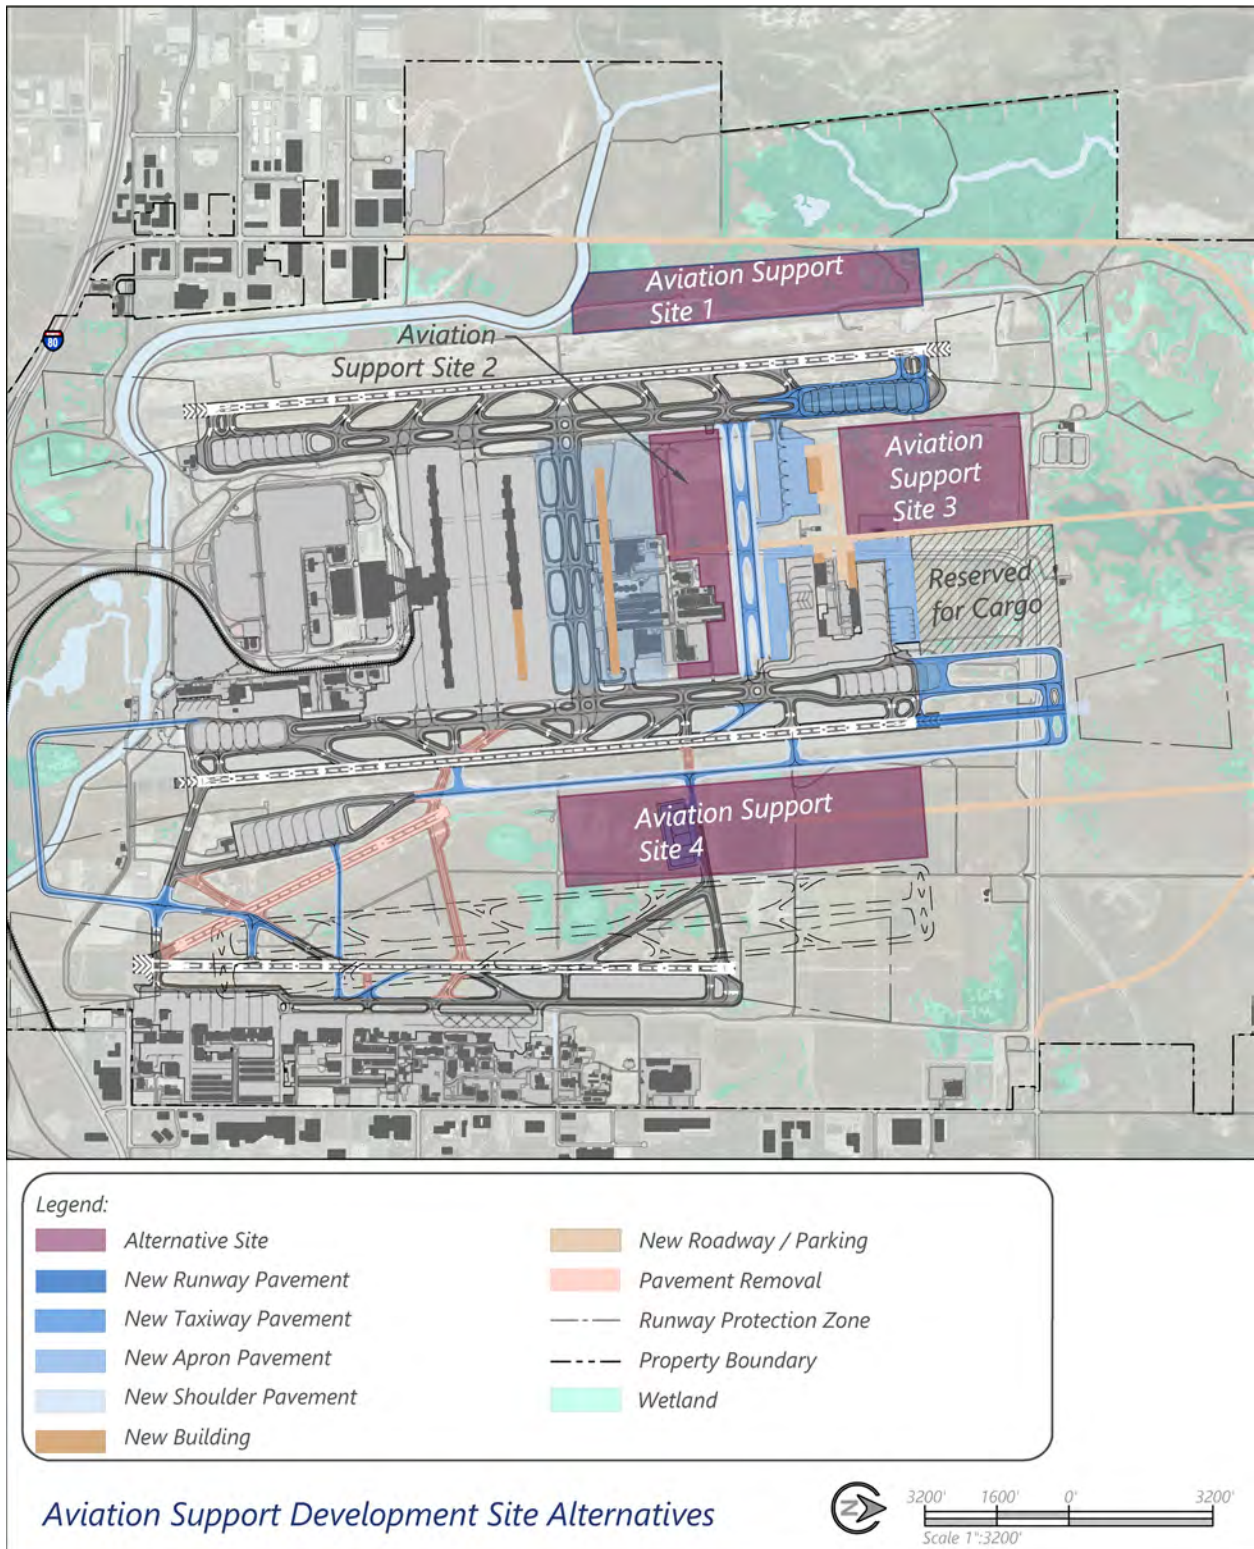 Aviation Support
Site 1
Aviation
Support Site 2
80
Aviation
Support
Site 3
Reserved
for Cargo
Aviation Support
Site 4
Legend:
Alternative Site
New Runway Pavement
New Taxiway Pavement
New Apron Pavement
New Shoulder Pavement
New Building
New Roadway / Parking
Pavement Removal
Runway Protection Zone
Property Boundary
Wetland
Aviation Support Development Site Alternatives
N
3200' 1600' 0' 3200'
Scale 1":3200'